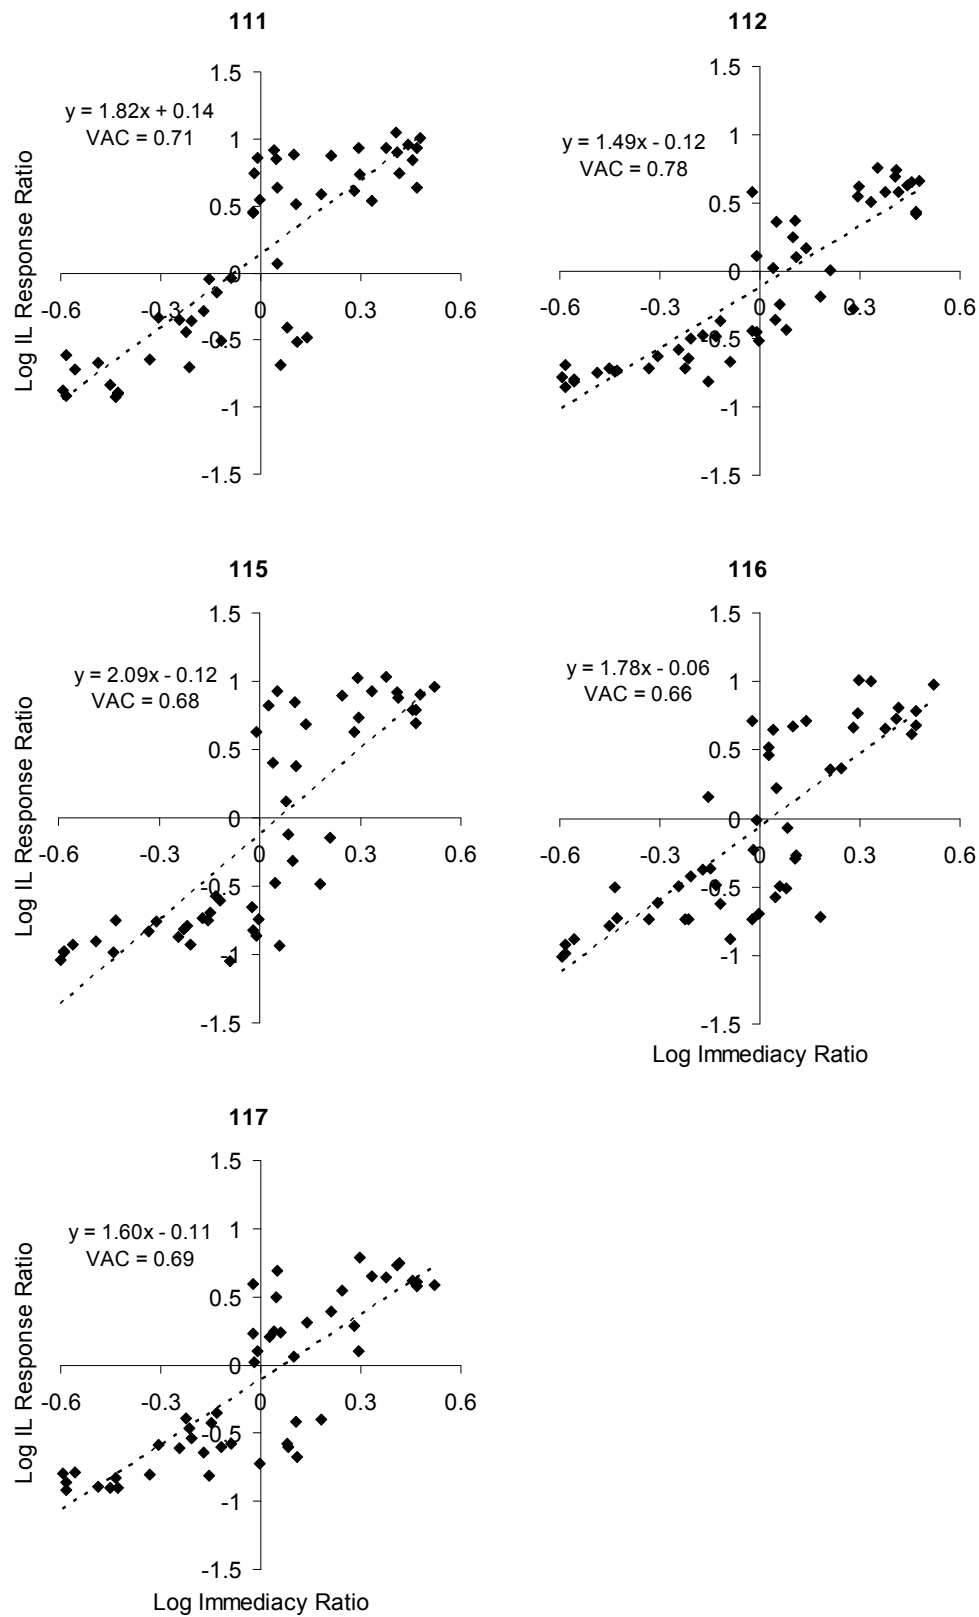 111
1.5
y = 1.82x + 0.14
VAC = 0.71
1
0.5
0
-0.6 -0.3 0 0.3 0.6
-0.5
-1
-1.5
Log IL Response Ratio
112
1.5
y = 1.49x - 0.12
VAC = 0.78
1
0.5
0
-0.6 -0.3 0 0.3 0.6
-0.5
-1
-1.5
115
1.5
y = 2.09x - 0.12
VAC = 0.68
1
0.5
0
-0.6 -0.3 0 0.3 0.6
-0.5
-1
-1.5
Log IL Response Ratio
116
1.5
y = 1.78x - 0.06
VAC = 0.66
1
0.5
0
-0.6 -0.3 0 0.3 0.6
-0.5
-1
-1.5
Log Immediacy Ratio
117
1.5
y = 1.60x - 0.11
VAC = 0.69
1
0.5
0
-0.6 -0.3 0 0.3 0.6
-0.5
-1
-1.5
Log IL Response Ratio
Log Immediacy Ratio